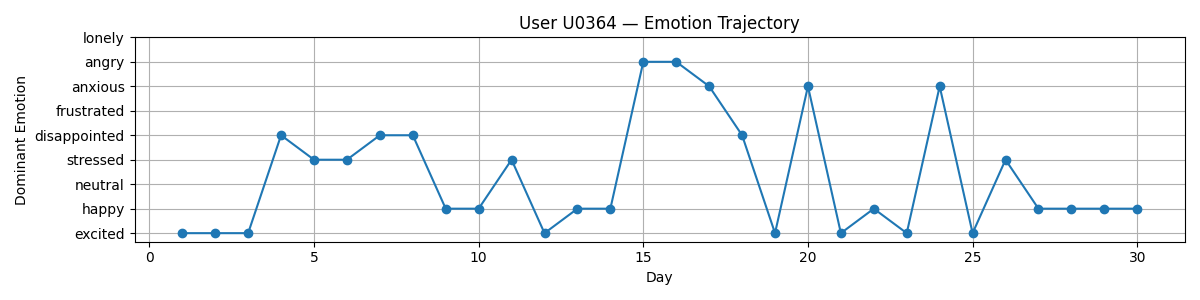 User U0364 — Emotion Trajectory
Dominant Emotion
lonely
angry
anxious
frustrated
disappointed
stressed
neutral
happy
excited
0 5 10 15 20 25 30
Day